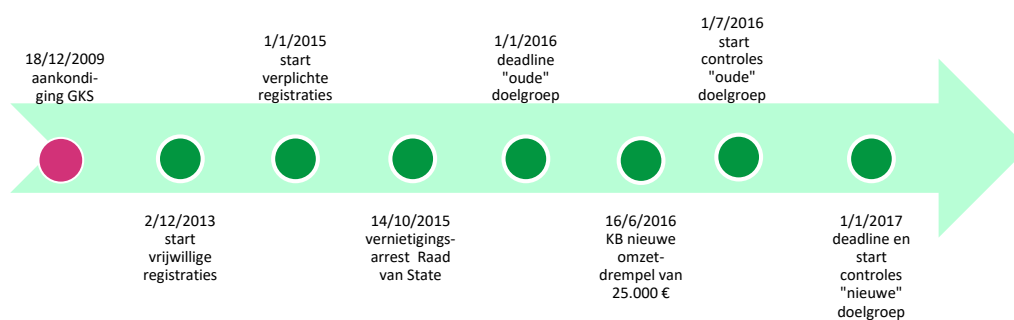 18/12/2009
aankondi-
ging GKS
2/12/2013
start
vrijwillige
registraties
1/1/2015
start
verplichte
registraties
14/10/2015
vernietigings-
arrest Raad
van State
1/1/2016
deadline
"oude"
doelgroep
16/6/2016
KB nieuwe
omzet-
drempel van
25.000 €
1/7/2016
start
controles
"oude"
doelgroep
1/1/2017
deadline en
start
controles
"nieuwe"
doelgroep